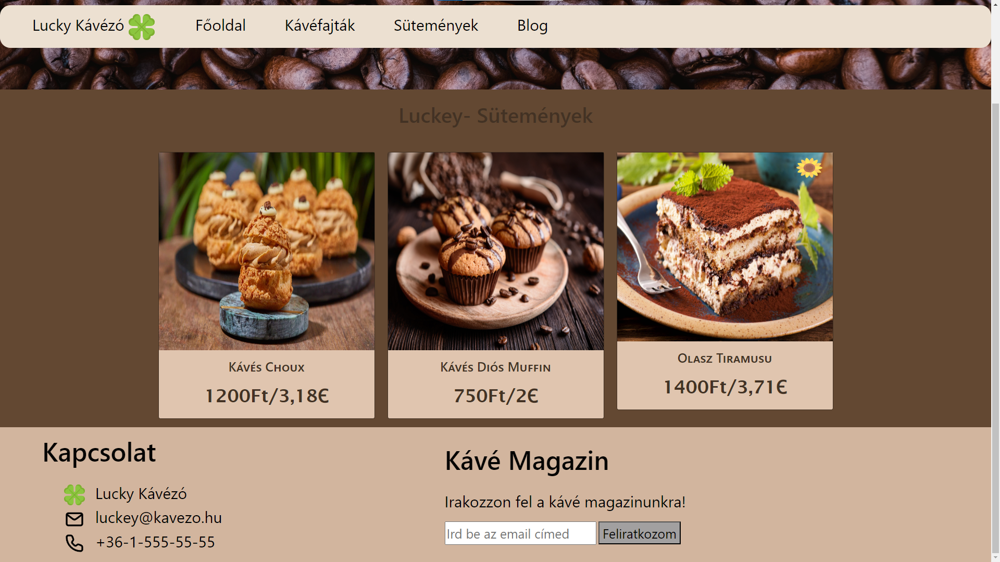 Lucky Kávézó Főoldal Kávéfajták Sütemények Blog
Luckey- Sütemények
Kávés Choux
1200Ft/3,18€
Kávés Diós Muffin
750Ft/2€
Olasz Tiramusu
1400Ft/3,71€
Kapcsolat
Lucky Kávézó
luckey@kavezo.hu
+36-1-555-55-55
Kávé Magazin
Irakozzon fel a kávé magazinunkra!
Ird be az email címed Feliratkozom